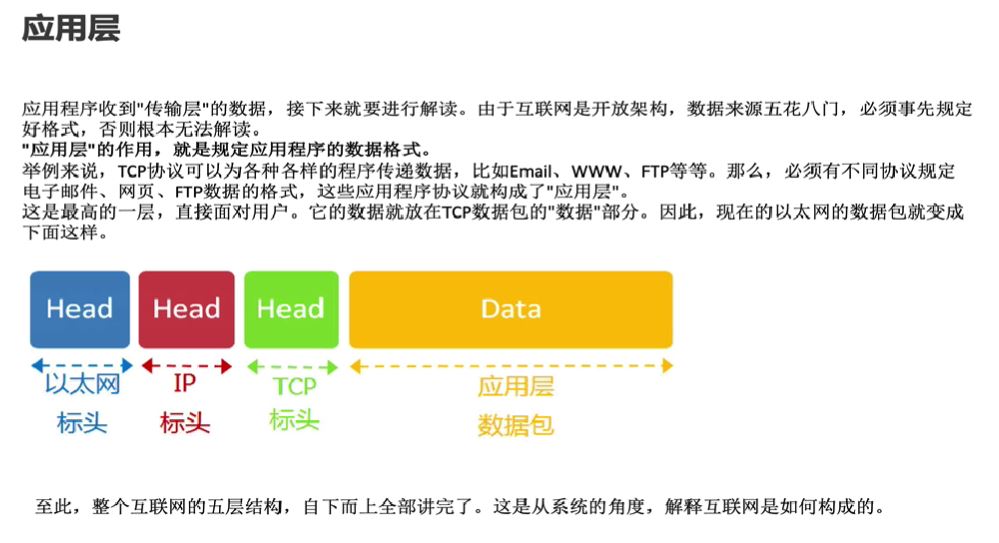 应用层
应用程序收到"传输层"的数据，接下来就要进行解读。由于互联网是开放架构，数据来源五花八门，必须事先规定
好格式，否则根本无法解读。
"应用层"的作用，就是规定应用程序的数据格式。
举例来说，TCP协议可以为各种各样的程序传递数据，比如Email、WWW、FTP等等。那么，必须有不同协议规定
电子邮件、网页、FTP数据的格式，这些应用程序协议就构成了"应用层"。
这是最高的一层，直接面对用户。它的数据就放在TCP数据包的"数据"部分。因此，现在的以太网的数据包就变成
下面这样。
Head Head Head Data
以太网 IP TCP 应用层
标头 标头 标头 数据包
至此，整个互联网的五层结构，自下而上全部讲完了。这是从系统的角度，解释互联网是如何构成的。